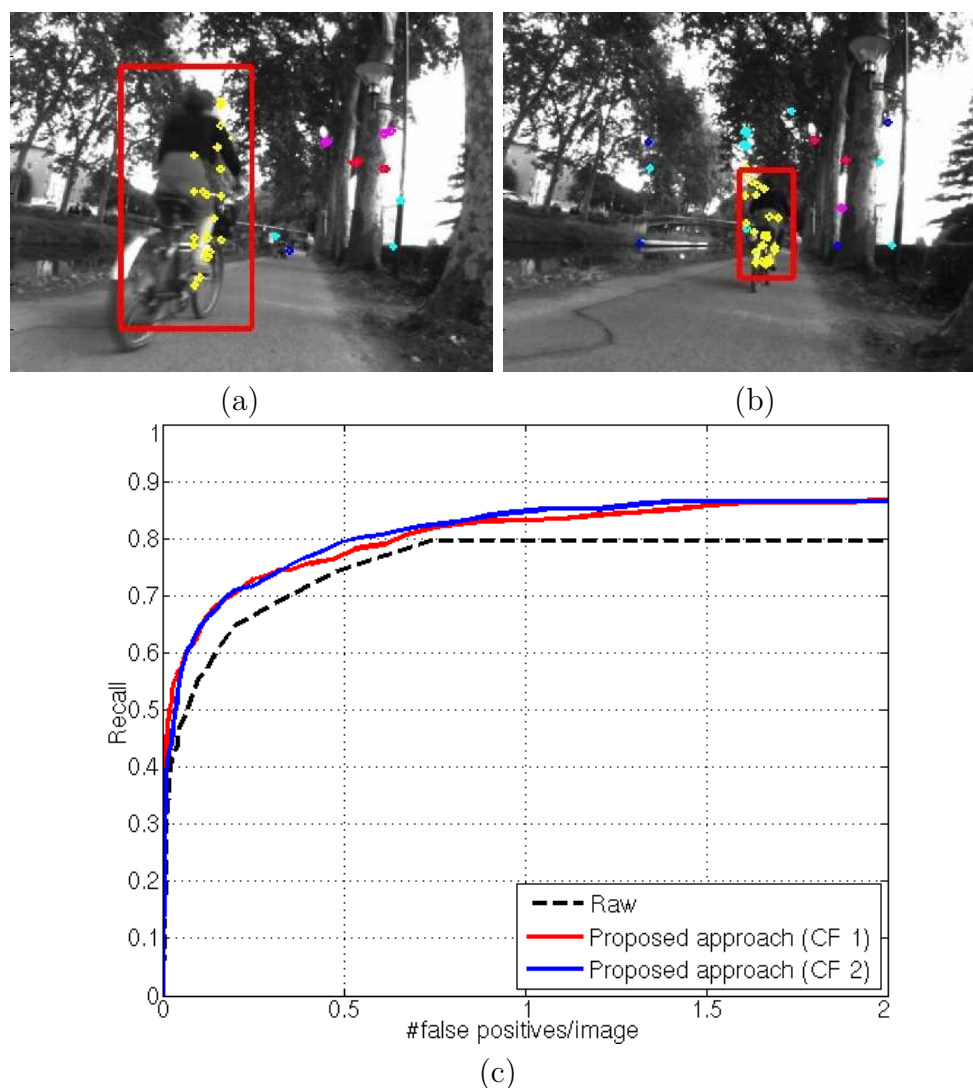 (a)
(b)
1
0.9
0.8
0.7
0.6
0.5
0.4
0.3
0.2
0.1
0
Recall
Raw
Proposed approach (CF 1)
Proposed approach (CF 2)
0 0.5 1 1.5 2
#false positives/image
(c)